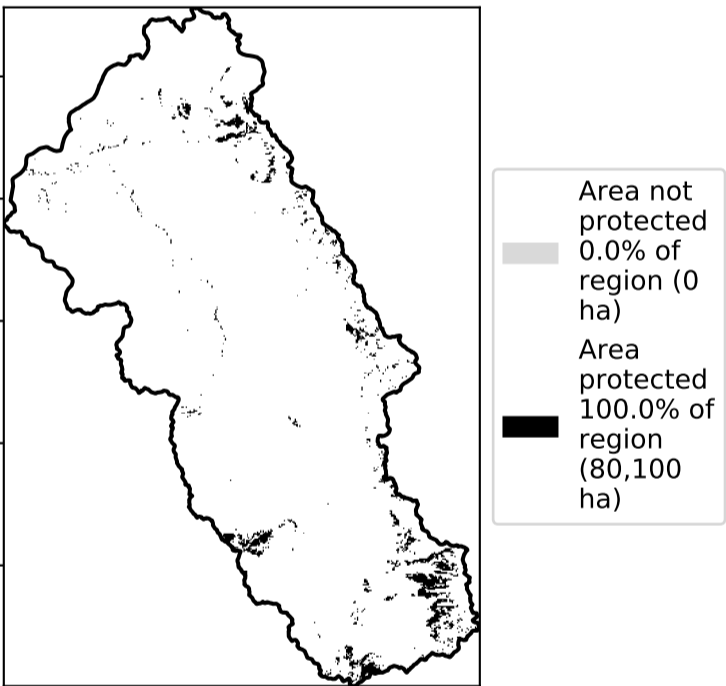 Area not
protected
0.0% of
region (0
ha)
Area
protected
100.0% of
region
(80,100
ha)